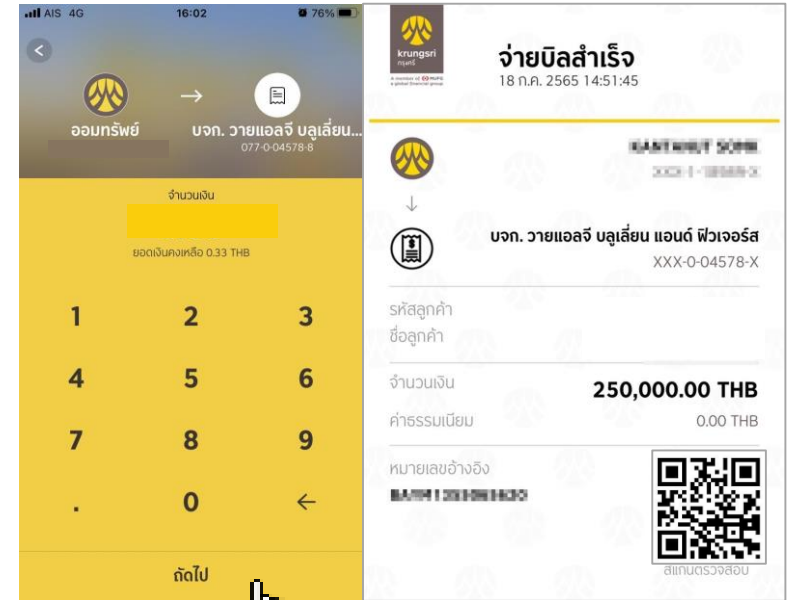 AIS 4G 16:02 76%
ออมทรัพย์ → บจก. วายแอลจี บลูเลี่ยน...
077-0-04578-8
จำนวนเงิน
ยอดเงินคงเหลือ 0.33 THB
1 2 3
4 5 6
7 8 9
. 0 ←
ถัดไป
krungsri
กรุงศรี
A member of MUFG
a global financial group
จ่ายบิลสำเร็จ
18 ก.ค. 2565 14:51:45
บจก. วายแอลจี บลูเลี่ยน แอนด์ ฟิวเจอร์ส
XXX-0-04578-X
รหัสลูกค้า
ชื่อลูกค้า
จำนวนเงิน 250,000.00 THB
ค่าธรรมเนียม 0.00 THB
หมายเลขอ้างอิง
สแกนตรวจสอบ